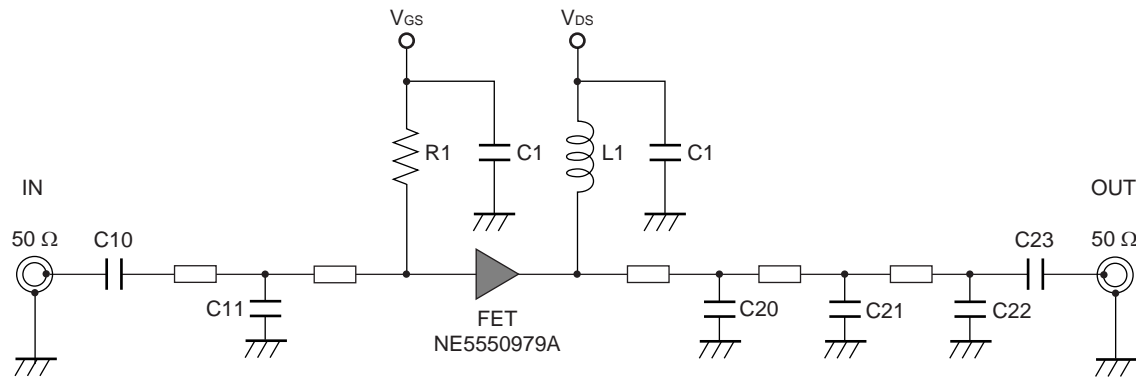 VGS
VDS
R1
C1
L1
C1
IN
OUT
50 Ω
C10
C23
50 Ω
C11
FET
NE5550979A
C20
C21
C22